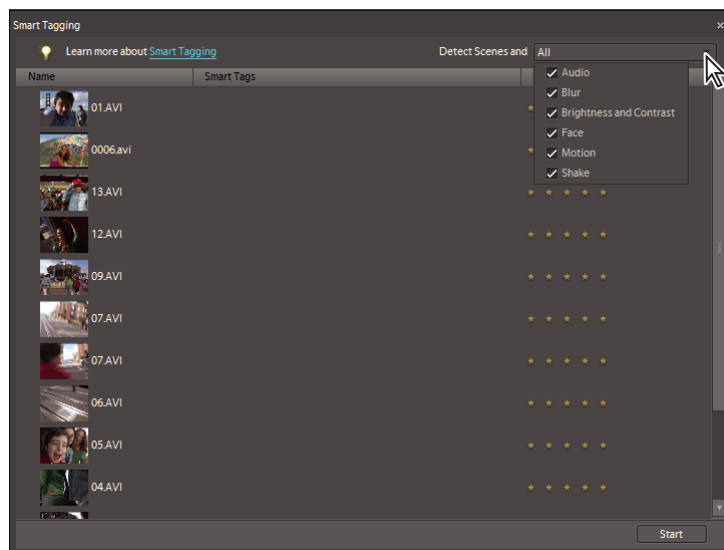 Smart Tagging
Learn more about Smart Tagging
Detect Scenes and All
Name Smart Tags
Audio
Blur
Brightness and Contrast
Face
Motion
Shake
01.AVI
0006.avi
13.AVI
12.AVI
09.AVI
07.AVI
07.AVI
06.AVI
05.AVI
04.AVI
Start